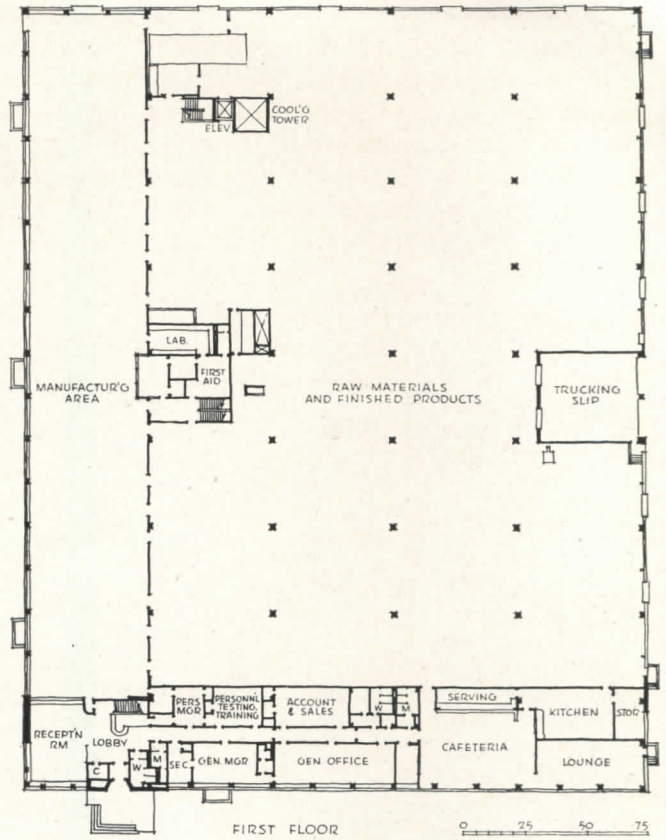 COOL'G
TOWER
ELEV.
LAB.
FIRST
AID
MANUFACTUR'G
AREA
RAW MATERIALS
AND FINISHED PRODUCTS
TRUCKING
SLIP
PERS
MGR
PERSONN'L
TESTING,
TRAINING
ACCOUNT
& SALES
W
M
SERVING
KITCHEN
STOR
RECEPT'N
RM
LOBBY
C
W
M
SEC
GEN. MGR
GEN. OFFICE
CAFETERIA
LOUNGE
FIRST FLOOR
0 25 50 75